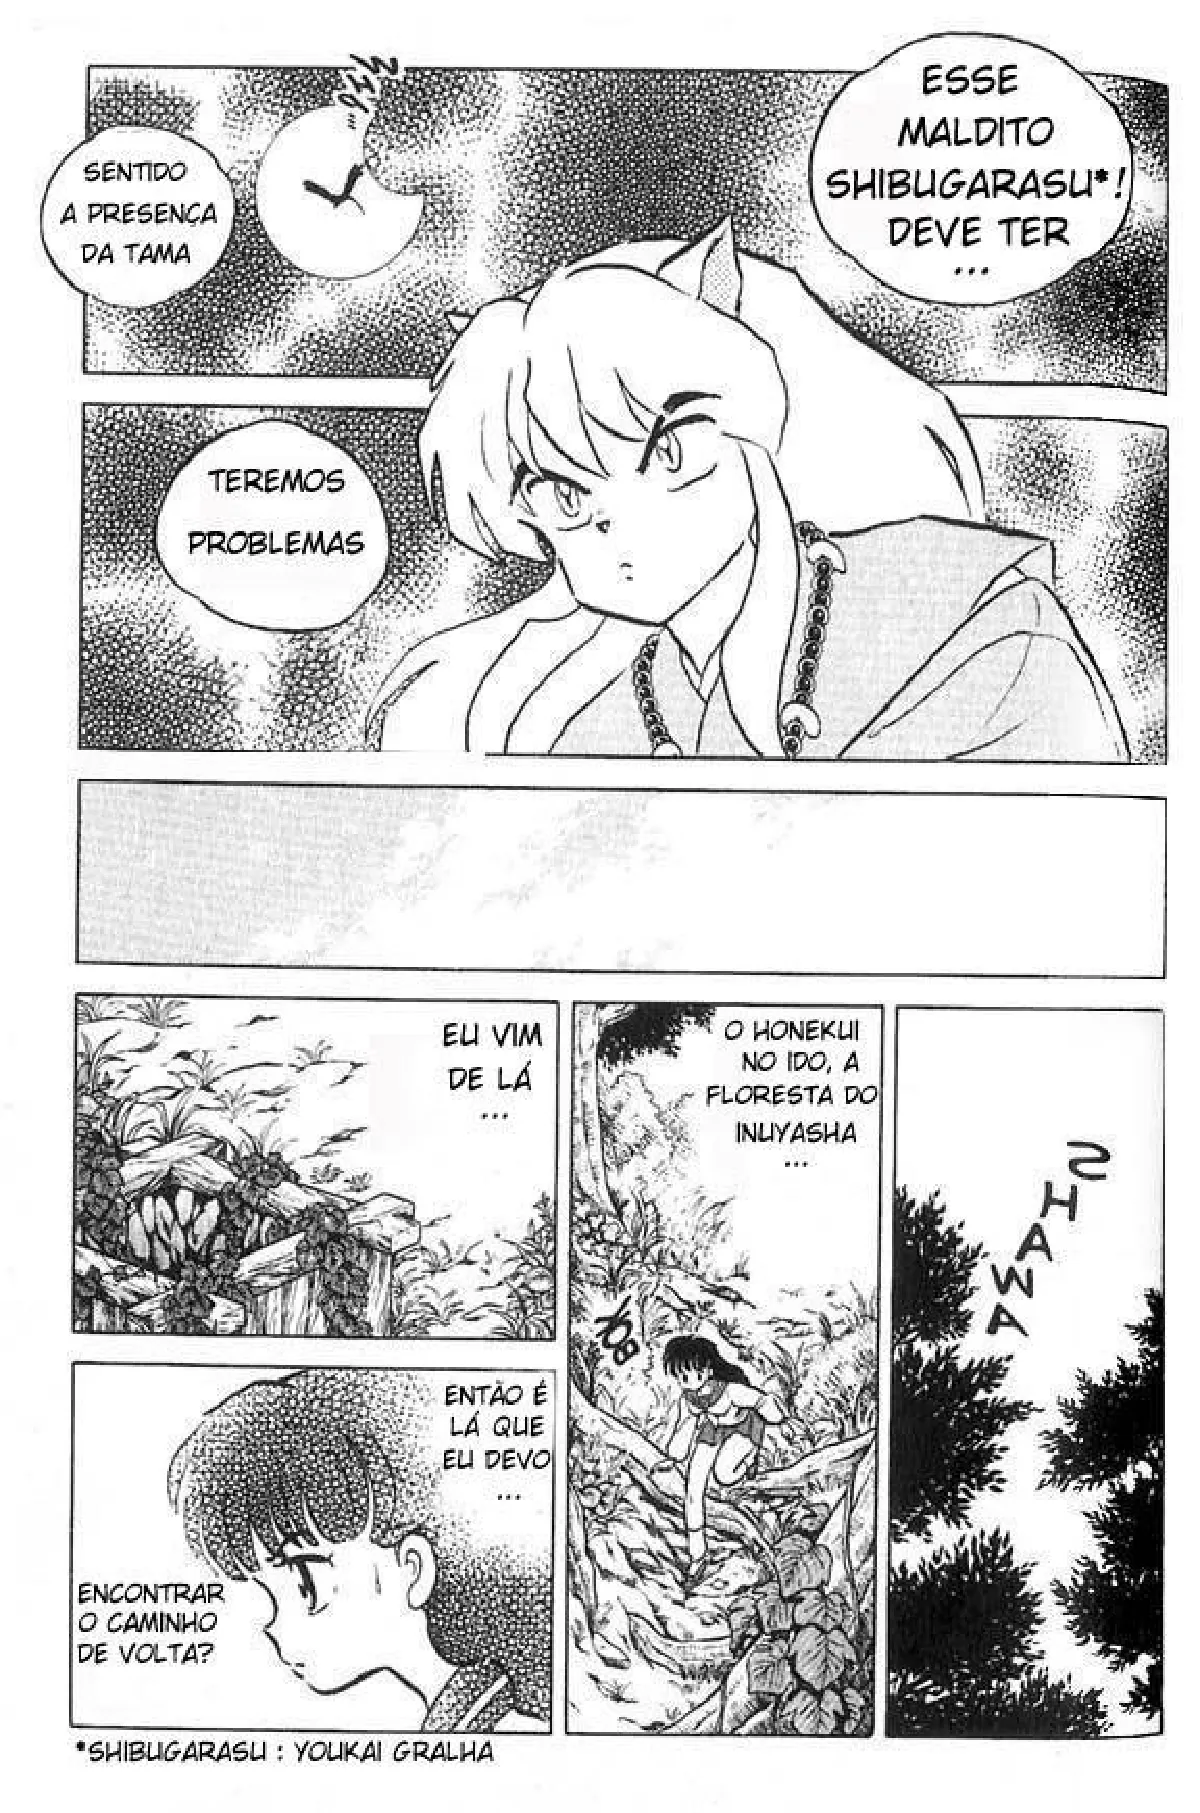 ESSE
MALDITO
SHIBUGARASU*!
DEVE TER
...
SENTIDO
A PRESENÇA
DA TAMA
TEREMOS
PROBLEMAS
SHAWA
O HONEKUI
NO IDO, A
FLORESTA DO
INUYASHA
...
EU VIM
DE LÁ
...
ENTÃO É
LÁ QUE
EU DEVO
...
ENCONTRAR
O CAMINHO
DE VOLTA?
*SHIBUGARASU : YOUKAI GRALHA